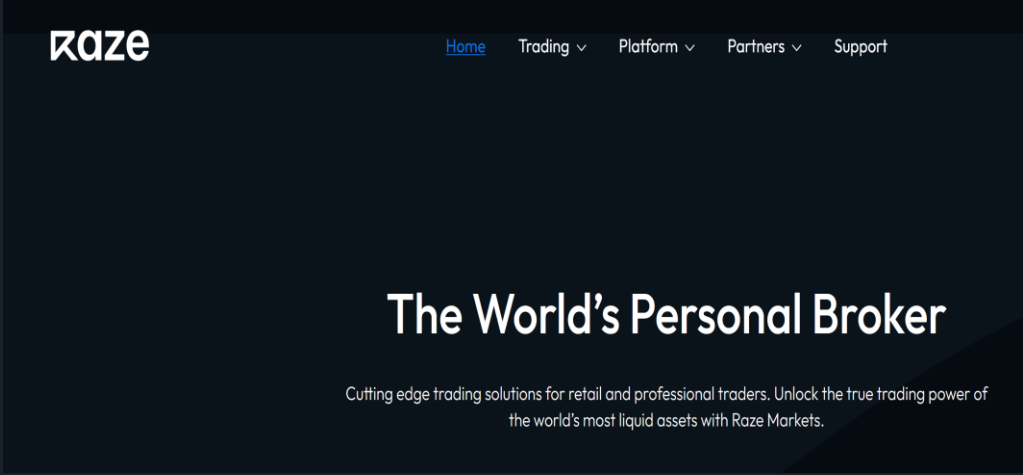 Raze
Home Trading Platform Partners Support
The World’s Personal Broker
Cutting edge trading solutions for retail and professional traders. Unlock the true trading power of
the world’s most liquid assets with Raze Markets.